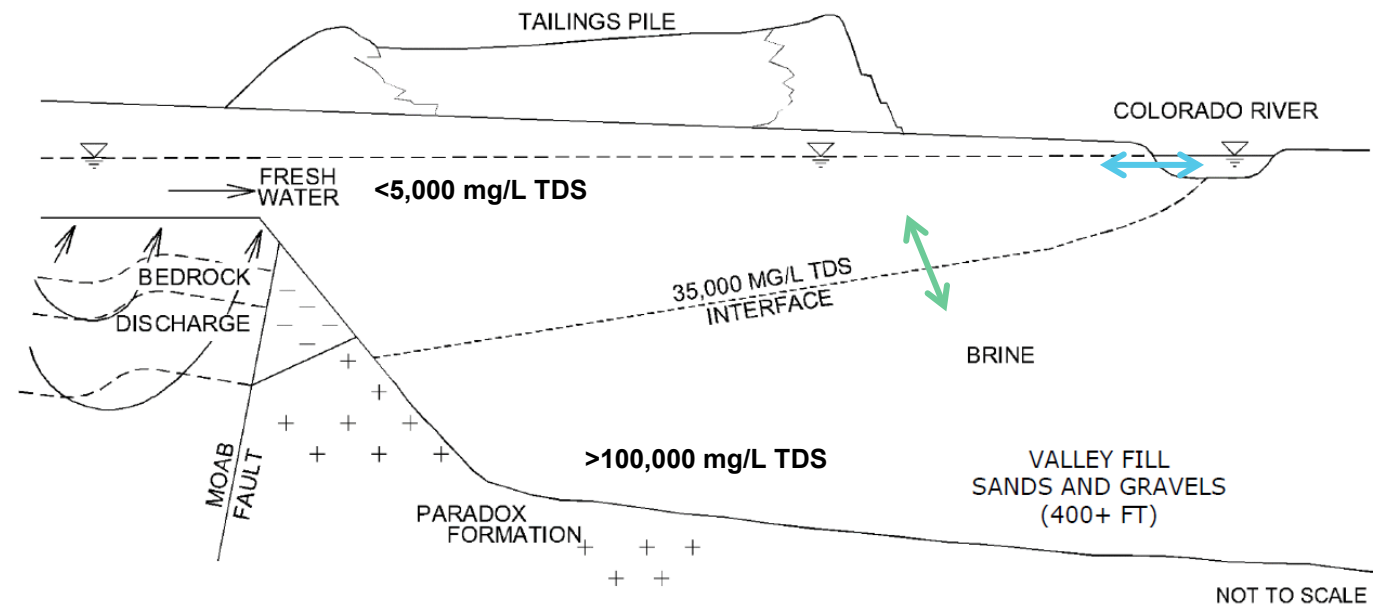 TAILINGS PILE
COLORADO RIVER
FRESH
WATER
<5,000 mg/L TDS
BEDROCK
DISCHARGE
35,000 MG/L TDS
INTERFACE
BRINE
MOAB
FAULT
>100,000 mg/L TDS
VALLEY FILL
SANDS AND GRAVELS
(400+ FT)
PARADOX
FORMATION
NOT TO SCALE